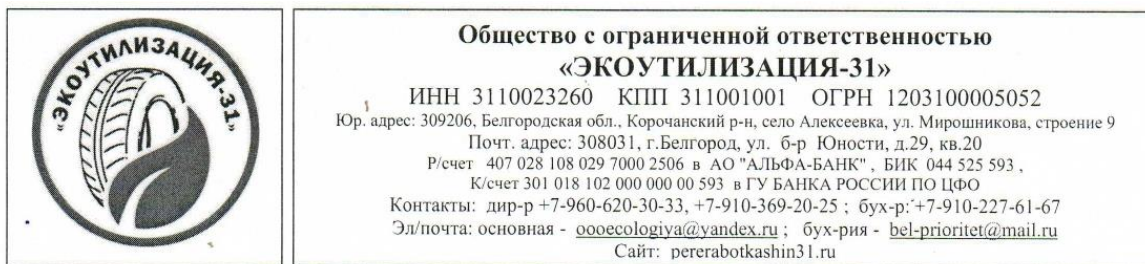 «ЭКОУТИЛИЗАЦИЯ-31»
Общество с ограниченной ответственностью
«ЭКОУТИЛИЗАЦИЯ-31»
ИНН 3110023260 КПП 311001001 ОГРН 1203100005052
Юр. адрес: 309206, Белгородская обл., Корочанский р-н, село Алексеевка, ул. Мирошникова, строение 9
Почт. адрес: 308031, г.Белгород, ул. б-р Юности, д.29, кв.20
Р/счет 407 028 108 029 7000 2506 в АО "АЛЬФА-БАНК" , БИК 044 525 593 ,
К/счет 301 018 102 000 000 00 593 в ГУ БАНКА РОССИИ ПО ЦФО
Контакты: дир-р +7-960-620-30-33, +7-910-369-20-25 ; бух-р: +7-910-227-61-67
Эл/почта: основная - oooecologiya@yandex.ru ; бух-рия - bel-prioritet@mail.ru
Сайт: pererabotkashin31.ru